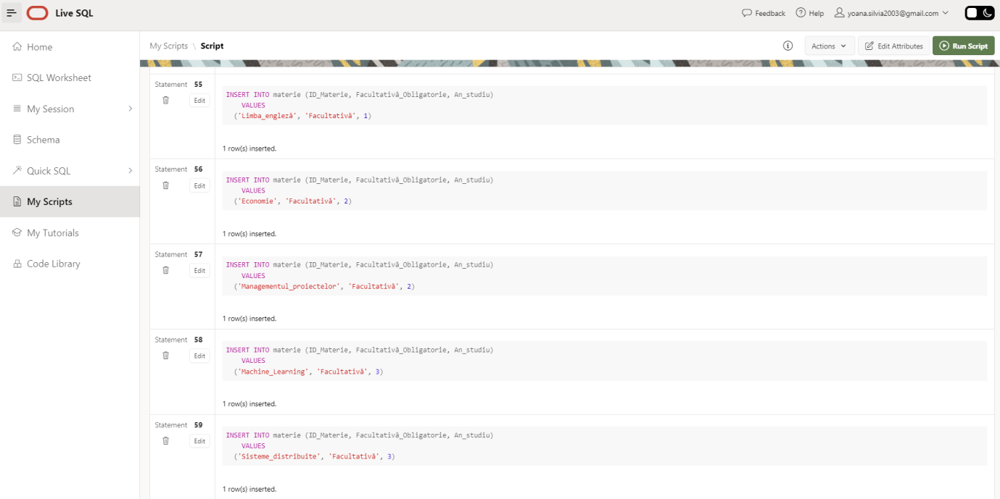 Live SQL
Feedback
Help
yoana.silvia2003@gmail.com
Home
SQL Worksheet
My Session
Schema
Quick SQL
My Scripts
My Tutorials
Code Library
My Scripts \ Script
Actions
Edit Attributes
Run Script
Statement 55
Edit
INSERT INTO materie (ID_Materie, Facultativă_Obligatorie, An_studiu)
VALUES
('Limba_engleză', 'Facultativă', 1)
1 row(s) inserted.
Statement 56
Edit
INSERT INTO materie (ID_Materie, Facultativă_Obligatorie, An_studiu)
VALUES
('Economie', 'Facultativă', 2)
1 row(s) inserted.
Statement 57
Edit
INSERT INTO materie (ID_Materie, Facultativă_Obligatorie, An_studiu)
VALUES
('Managementul_proiectelor', 'Facultativă', 2)
1 row(s) inserted.
Statement 58
Edit
INSERT INTO materie (ID_Materie, Facultativă_Obligatorie, An_studiu)
VALUES
('Machine_Learning', 'Facultativă', 3)
1 row(s) inserted.
Statement 59
Edit
INSERT INTO materie (ID_Materie, Facultativă_Obligatorie, An_studiu)
VALUES
('Sisteme_distribuite', 'Facultativă', 3)
1 row(s) inserted.